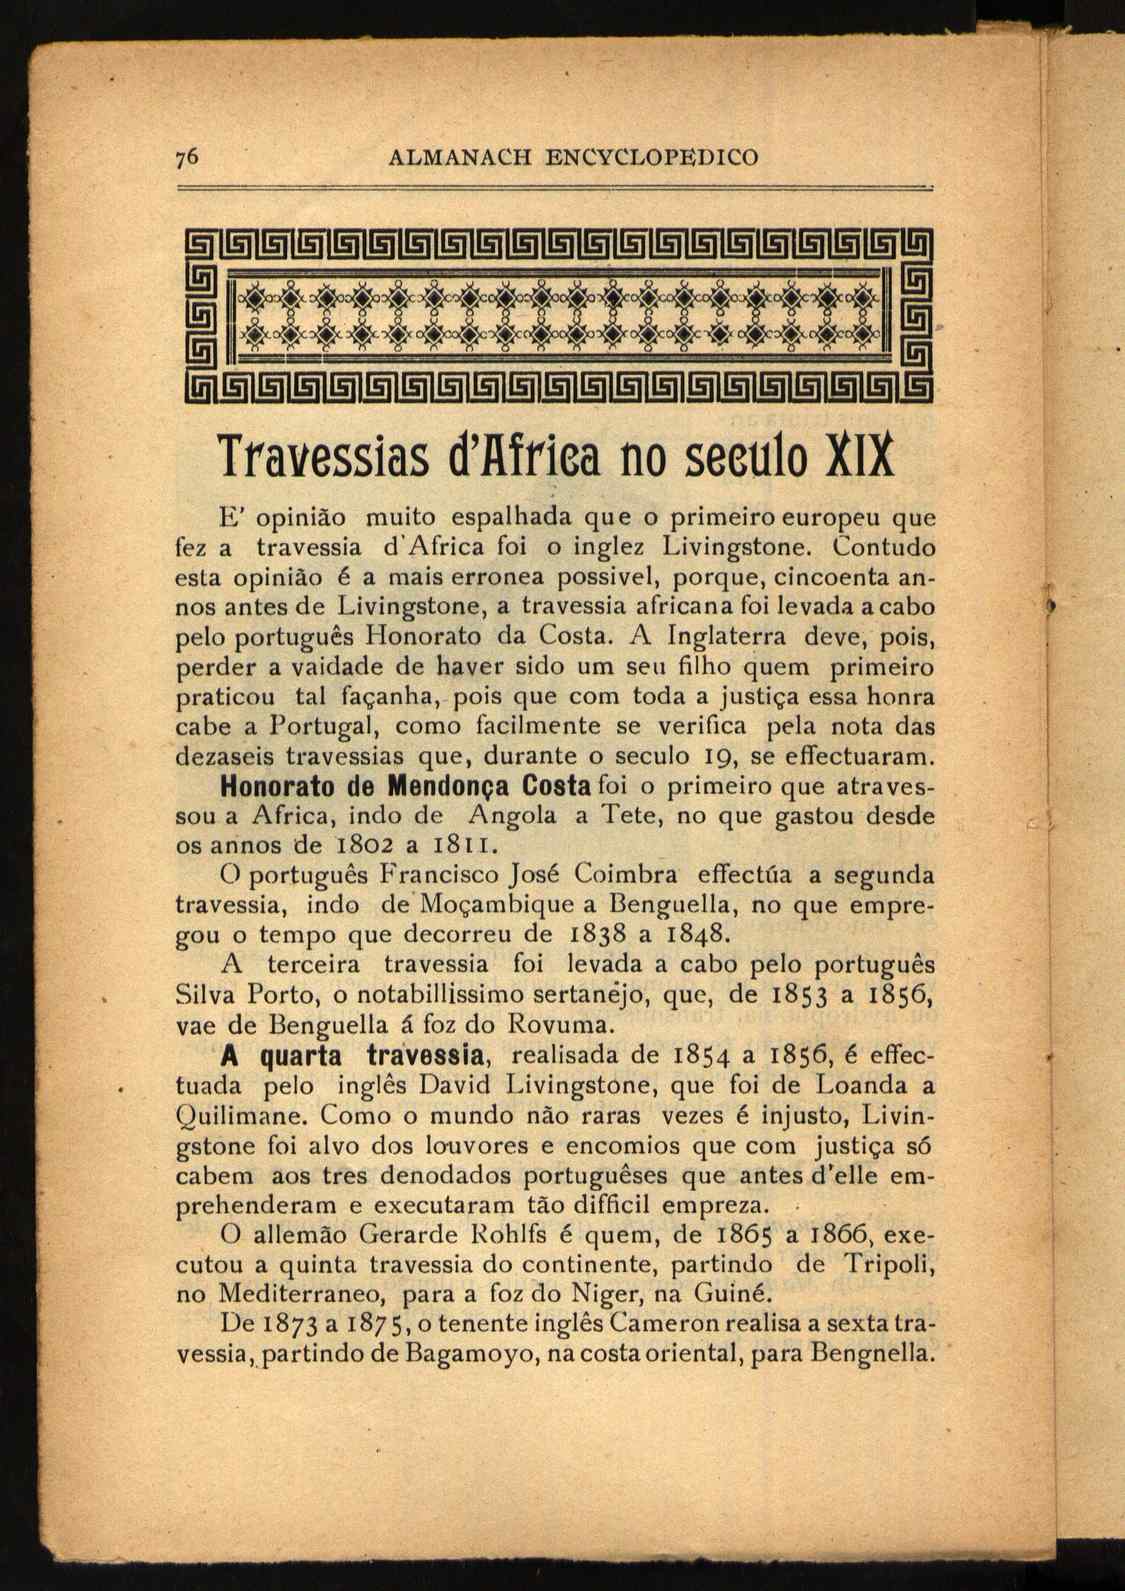 76 ALMANACH ENCYCLOPEDICO
Travessias d'Africa no seculo XIX
E' opinião muito espalhada que o primeiro europeu que
fez a travessia d'Africa foi o inglez Livingstone. Contudo
esta opinião é a mais erronea possivel, porque, cincoenta an-
nos antes de Livingstone, a travessia africana foi levada a cabo
pelo português Honorato da Costa. A Inglaterra deve, pois,
perder a vaidade de haver sido um seu filho quem primeiro
praticou tal façanha, pois que com toda a justiça essa honra
cabe a Portugal, como facilmente se verifica pela nota das
dezaseis travessias que, durante o seculo 19, se effectuaram.
Honorato de Mendonça Costa foi o primeiro que atraves-
sou a Africa, indo de Angola a Tete, no que gastou desde
os annos de 1802 a 1811.
O português Francisco José Coimbra effectúa a segunda
travessia, indo de Moçambique a Benguella, no que empre-
gou o tempo que decorreu de 1838 a 1848.
A terceira travessia foi levada a cabo pelo português
Silva Porto, o notabillissimo sertanéjo, que, de 1853 a 1856,
vae de Benguella á foz do Rovuma.
A quarta travessia, realisada de 1854 a 1856, é effec-
tuada pelo inglês David Livingstone, que foi de Loanda a
Quilimane. Como o mundo não raras vezes é injusto, Livin-
gstone foi alvo dos louvores e encomios que com justiça só
cabem aos tres denodados portuguêses que antes d'elle em-
prehenderam e executaram tão difficil empreza.
O allemão Gerarde Rohlfs é quem, de 1865 a 1866, exe-
cutou a quinta travessia do continente, partindo de Tripoli,
no Mediterraneo, para a foz do Niger, na Guiné.
De 1873 a 1875, o tenente inglês Cameron realisa a sexta tra-
vessia, partindo de Bagamoyo, na costa oriental, para Bengnella.